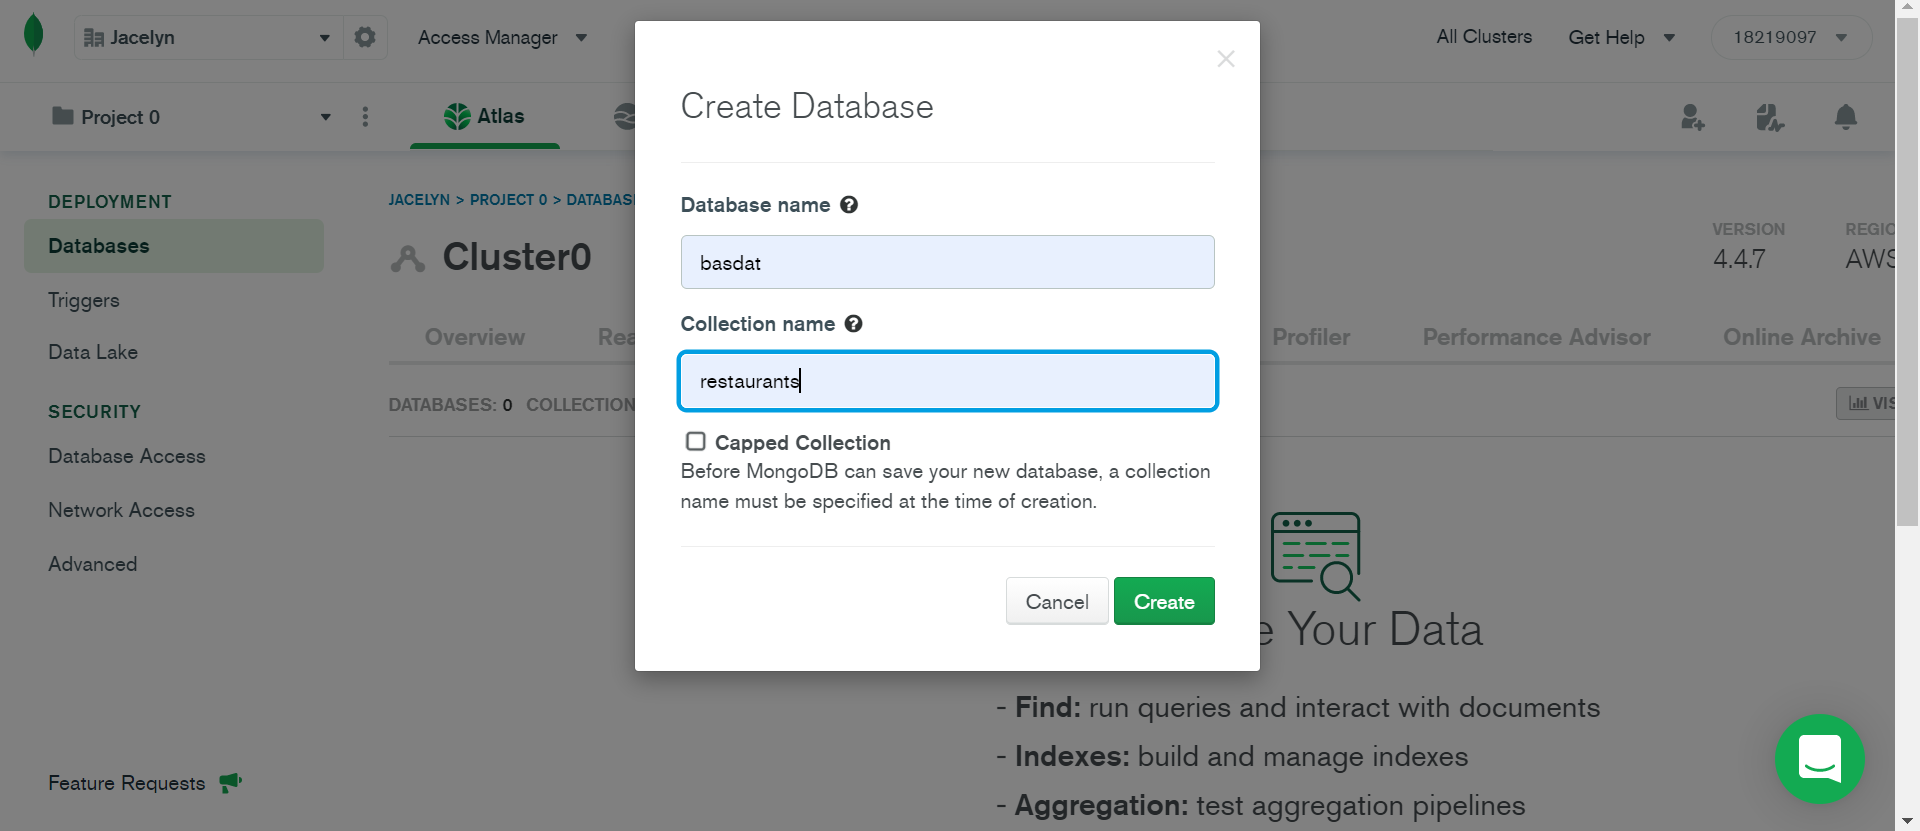 Jacelyn
Access Manager
All Clusters
Get Help
18219097
Project 0
Atlas
DEPLOYMENT
Databases
Triggers
Data Lake
SECURITY
Database Access
Network Access
Advanced
Feature Requests
JACELYN > PROJECT 0 > DATABAS
Cluster0
VERSION
4.4.7
REGIO
AWS
Overview
Rea
Profiler
Performance Advisor
Online Archive
DATABASES: 0 COLLECTION
VIS
Create Database
Database name
basdat
Collection name
restaurants
Capped Collection
Before MongoDB can save your new database, a collection
name must be specified at the time of creation.
Cancel
Create
e Your Data
- Find: run queries and interact with documents
- Indexes: build and manage indexes
- Aggregation: test aggregation pipelines